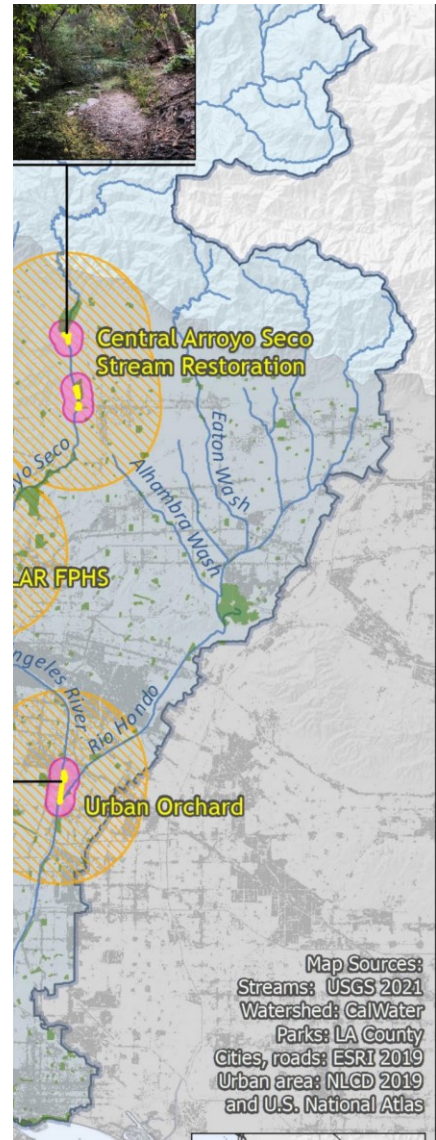 Central Arroyo Seco
Stream Restoration
yo Seco
Eaton Wash
Alhambra Wash
LAR FPHS
ngeles River
Rio Hondo
Urban Orchard
Map Sources:
Streams: USGS 2021
Watershed: CalWater
Parks: LA County
Cities, roads: ESRI 2019
Urban area: NLCD 2019
and U.S. National Atlas